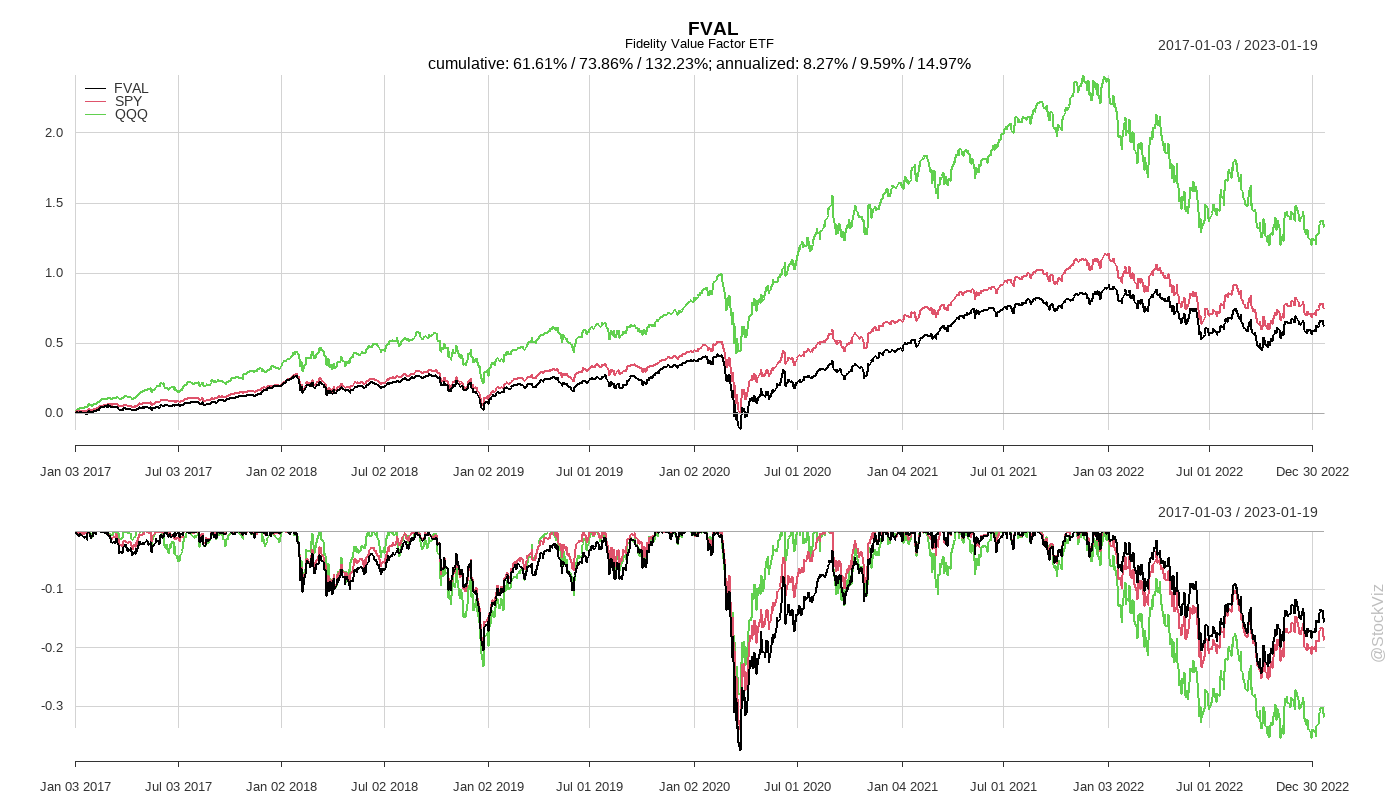 FVAL
Fidelity Value Factor ETF
2017-01-03 / 2023-01-19
cumulative: 61.61% / 73.86% / 132.23%; annualized: 8.27% / 9.59% / 14.97%
FVAL
SPY
QQQ
2.0
1.5
1.0
0.5
0.0
Jan 03 2017 Jul 03 2017 Jan 02 2018 Jul 02 2018 Jan 02 2019 Jul 01 2019 Jan 02 2020 Jul 01 2020 Jan 04 2021 Jul 01 2021 Jan 03 2022 Jul 01 2022 Dec 30 2022
2017-01-03 / 2023-01-19
-0.1
-0.2
-0.3
Jan 03 2017 Jul 03 2017 Jan 02 2018 Jul 02 2018 Jan 02 2019 Jul 01 2019 Jan 02 2020 Jul 01 2020 Jan 04 2021 Jul 01 2021 Jan 03 2022 Jul 01 2022 Dec 30 2022
@StockViz